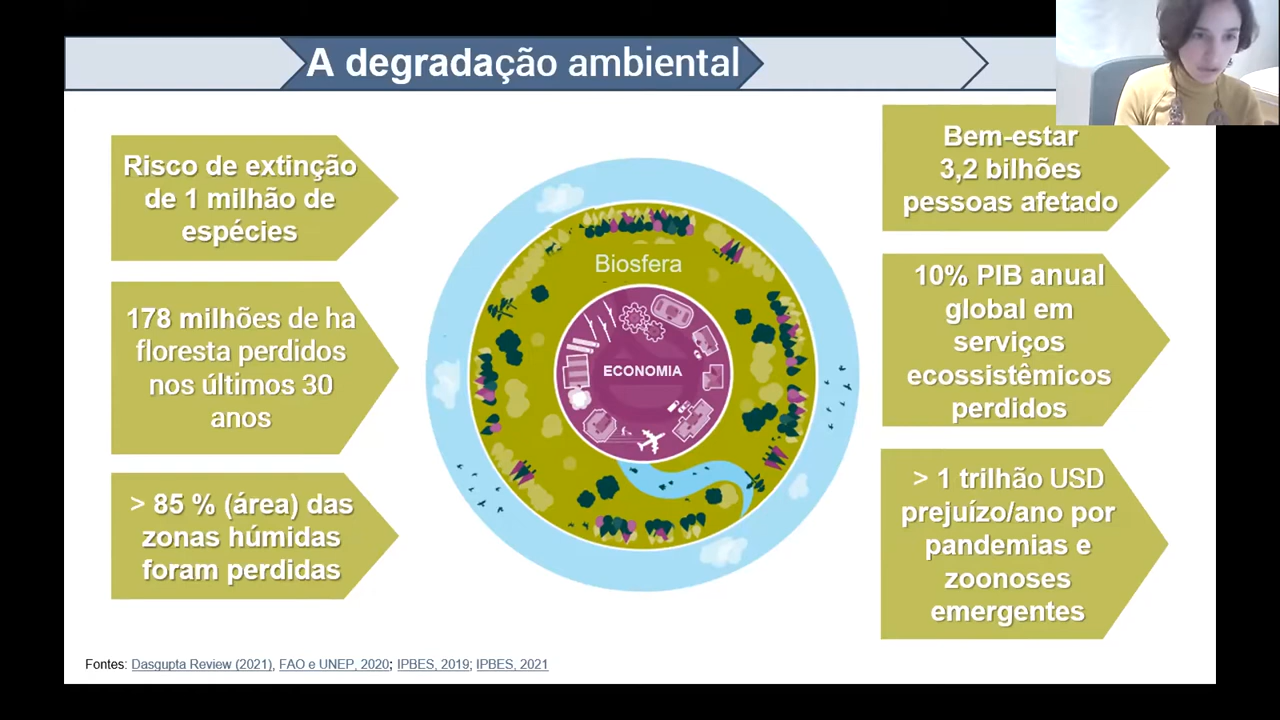 A degradação ambiental
Risco de extinção
de 1 milhão de
espécies
178 milhões de ha
floresta perdidos
nos últimos 30
anos
> 85 % (área) das
zonas húmidas
foram perdidas
Biosfera
ECONOMIA
Bem-estar
3,2 bilhões
pessoas afetado
10% PIB anual
global em
serviços
ecossistêmicos
perdidos
> 1 trilhão USD
prejuízo/ano por
pandemias e
zoonoses
emergentes
Fontes: Dasgupta Review (2021), FAO e UNEP, 2020; IPBES, 2019; IPBES, 2021